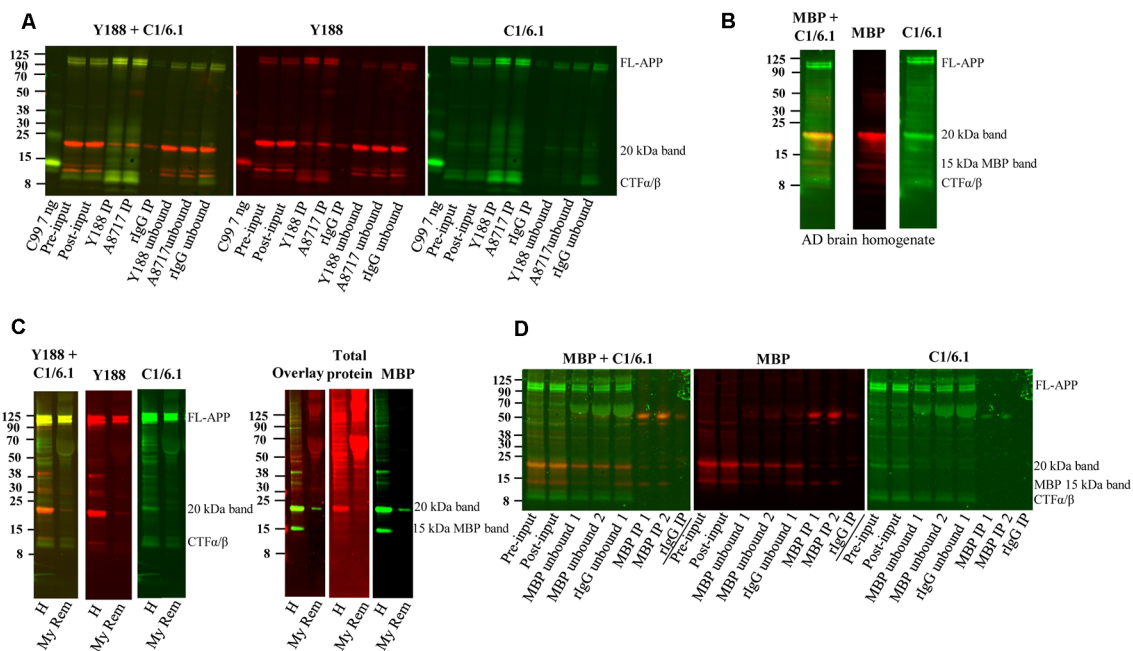 A
Y188 + C1/6.1
Y188
C1/6.1
125
90
70
50
38
30
25
15
8
FL-APP
20 kDa band
CTFα/β
C99 7 ng
Pre-input
Post-input
Y188 IP
A8717 IP
rIgG IP
Y188 unbound
A8717unbound
rIgG unbound
C99 7 ng
Pre-input
Post-input
Y188 IP
A8717 IP
rIgG IP
Y188 unbound
A8717 unbound
rIgG unbound
C99 7 ng
Pre-input
Post-input
Y188 IP
A8717 IP
rIgG IP
Y188 unbound
A8717unbound
rIgG unbound
B
MBP +
C1/6.1
MBP
C1/6.1
125
90
50
30
25
15
8
FL-APP
20 kDa band
15 kDa MBP band
CTFα/β
AD brain homogenate
C
Y188 +
C1/6.1
Y188
C1/6.1
125
90
70
50
38
30
25
15
8
FL-APP
20 kDa band
CTFα/β
H
My Rem
H
My Rem
H
My Rem
Overlay
Total
protein
MBP
125
90
70
50
38
30
25
15
8
20 kDa band
15 kDa MBP band
H
My Rem
H
My Rem
H
My Rem
D
MBP + C1/6.1
MBP
C1/6.1
125
90
70
50
38
30
25
15
8
FL-APP
20 kDa band
MBP 15 kDa band
CTFα/β
Pre-input
Post-input
MBP unbound 1
MBP unbound 2
rIgG unbound 1
MBP IP 1
MBP IP 2
rIgG IP
Pre-input
Post-input
MBP unbound 1
MBP unbound 2
rIgG unbound 1
MBP IP 1
MBP IP 2
rIgG IP
Pre-input
Post-input
MBP unbound 1
MBP unbound 2
rIgG unbound 1
MBP IP 1
MBP IP 2
rIgG IP